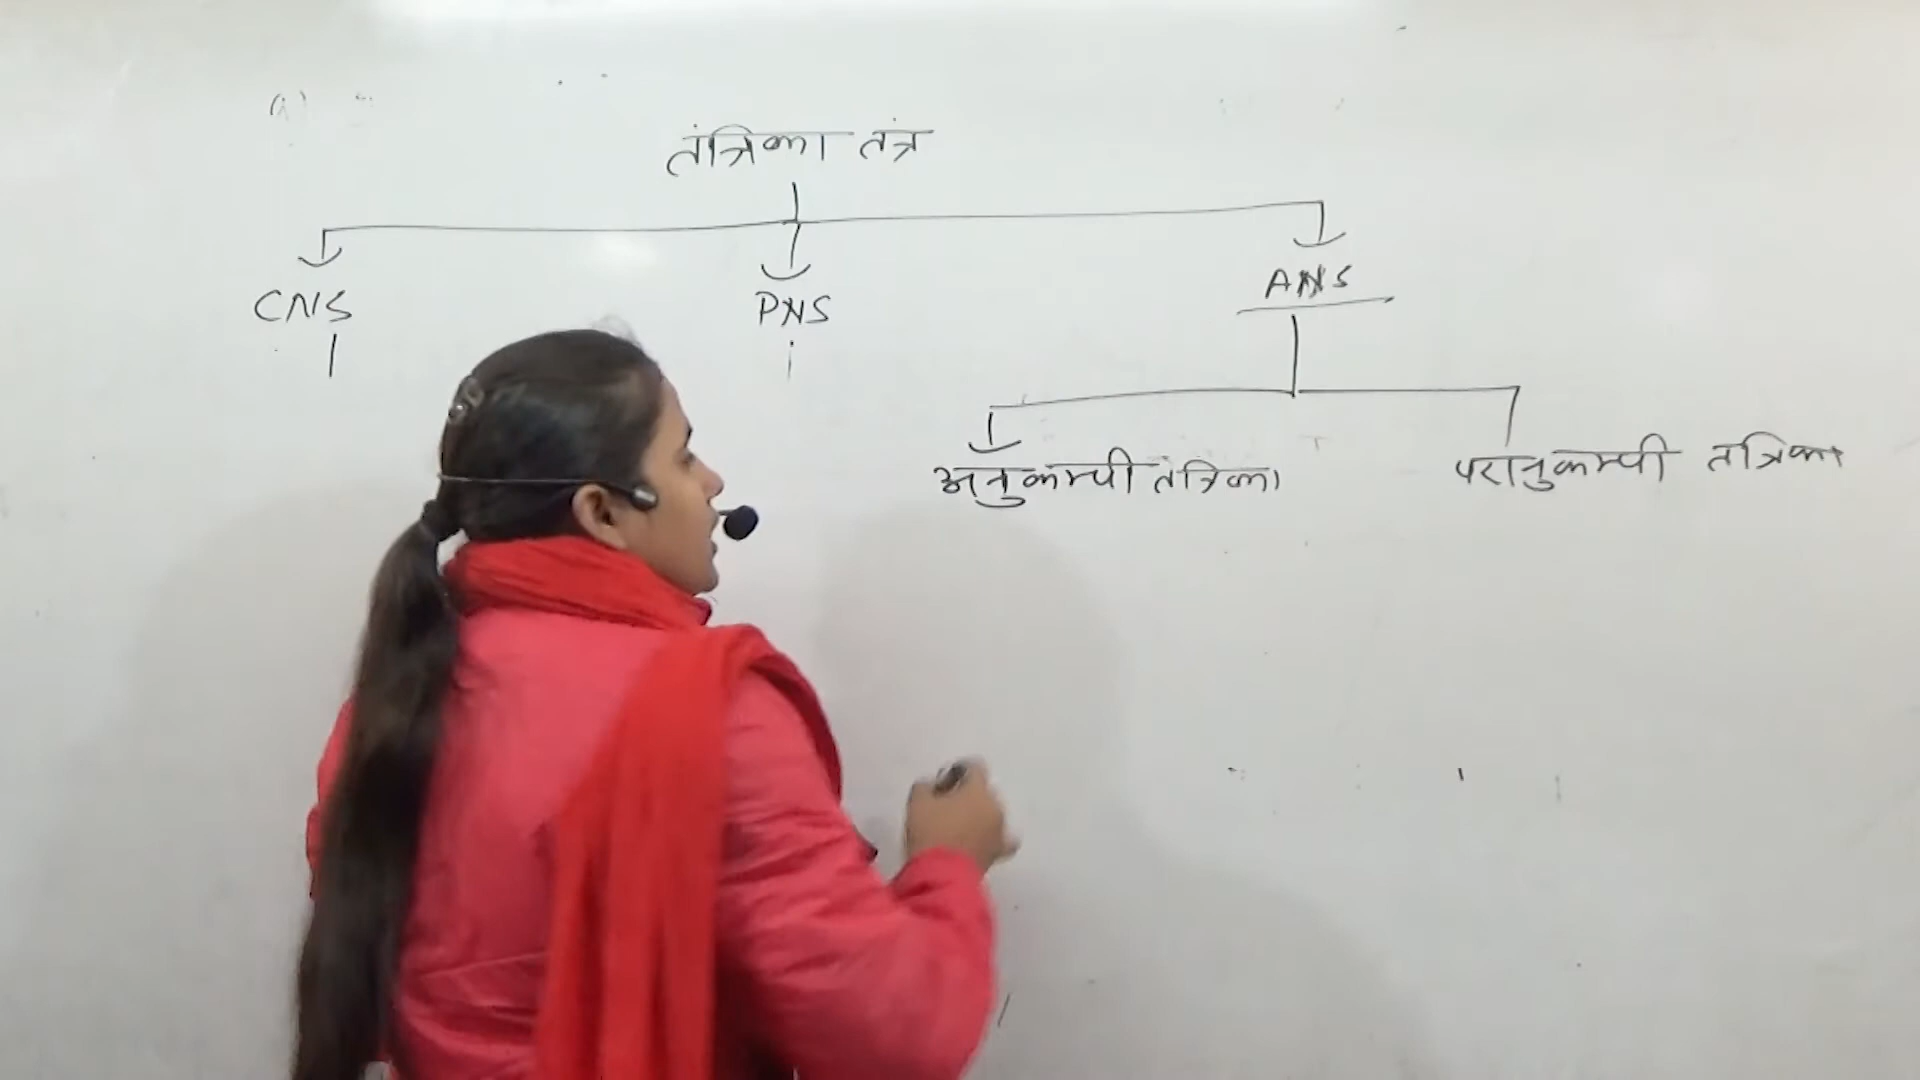 तंत्रिका तंत्र
CNS
PNS
ANS
अनुकम्पी तंत्रिका
परानुकम्पी तंत्रिका